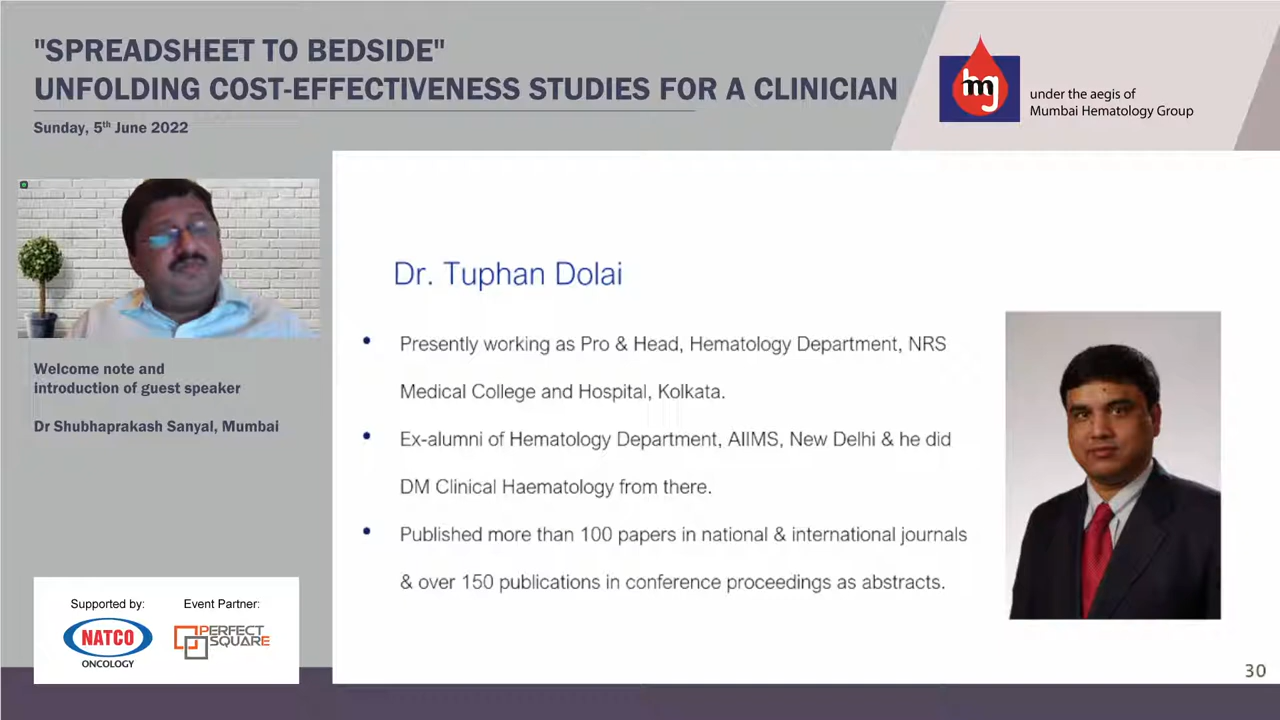 "SPREADSHEET TO BEDSIDE"
UNFOLDING COST-EFFECTIVENESS STUDIES FOR A CLINICIAN
Sunday, 5th June 2022
hmg
under the aegis of
Mumbai Hematology Group
Welcome note and
introduction of guest speaker
Dr Shubhaprakash Sanyal, Mumbai
Supported by:
Event Partner:
NATCO
ONCOLOGY
PERFECT
SQUARE
Dr. Tuphan Dolai
• Presently working as Pro & Head, Hematology Department, NRS
Medical College and Hospital, Kolkata.
• Ex-alumni of Hematology Department, AIIMS, New Delhi & he did
DM Clinical Haematology from there.
• Published more than 100 papers in national & international journals
& over 150 publications in conference proceedings as abstracts.
30